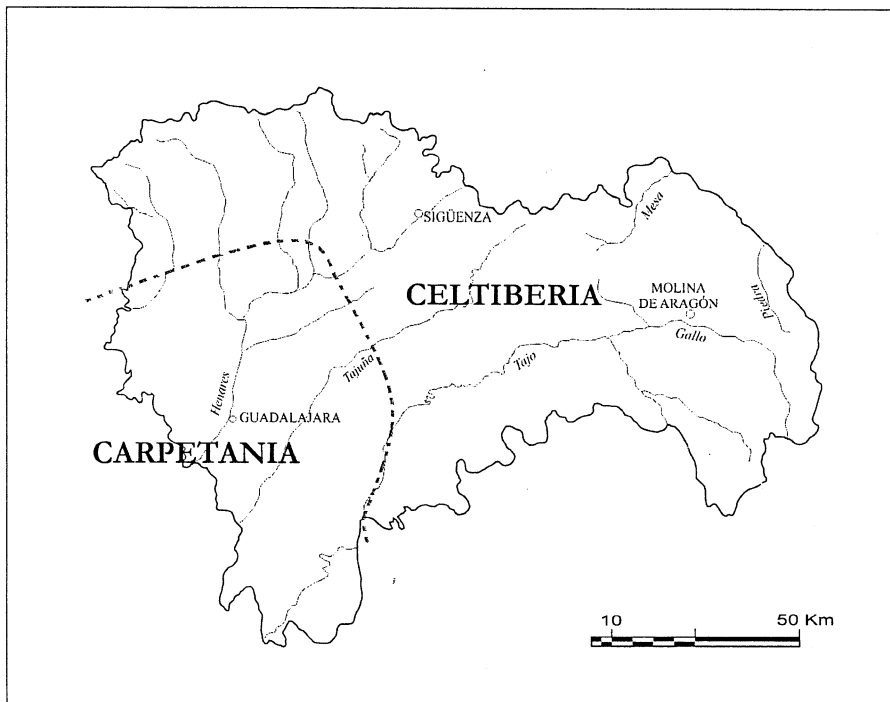 SIGÜENZA
Mesa
CELTIBERIA
MOLINA
DE ARAGÓN
Piedra
Gallo
Tajo
Tajuña
Henares
GUADALAJARA
CARPETANIA
10 50 Km